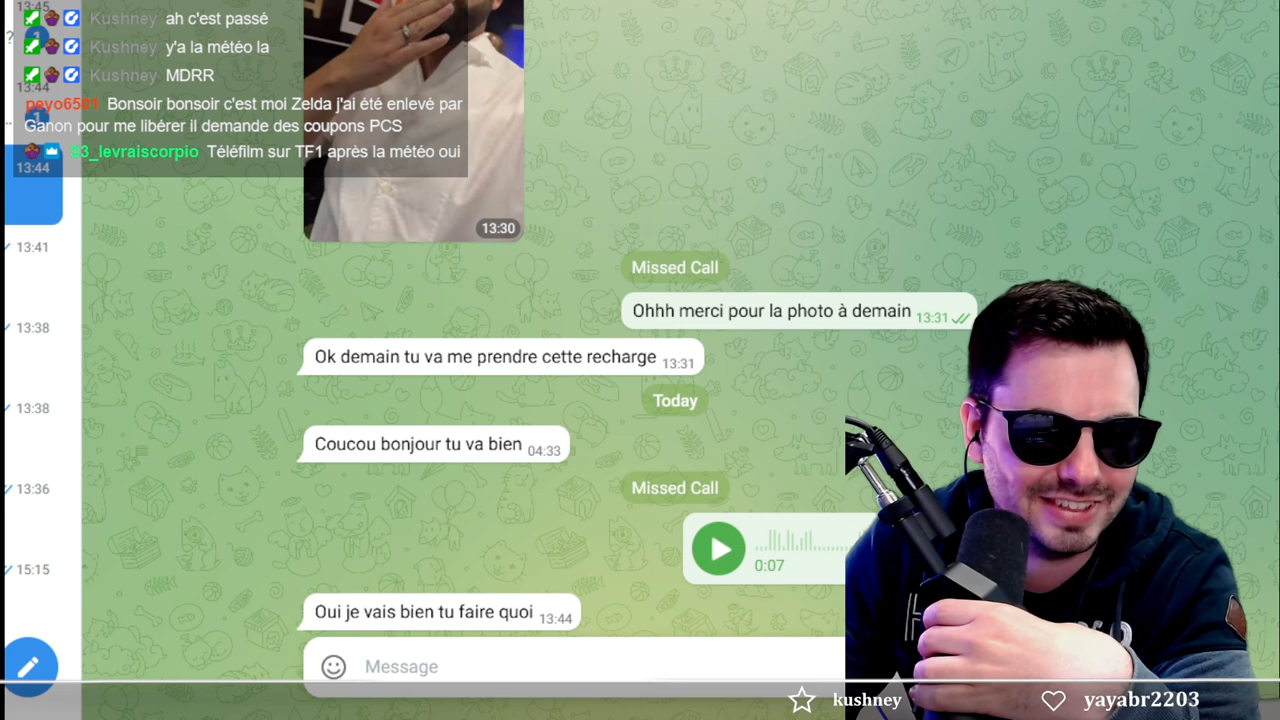 13:45
Kushney ah c'est passé
Kushney y'a la météo la
13:44
Kushney MDRR
peyo6501 Bonsoir bonsoir c'est moi Zelda j'ai été enlevé par
Ganon pour me libérer il demande des coupons PCS
S3_levraiscorpio Téléfilm sur TF1 après la météo oui
13:44
13:41
13:38
13:38
13:36
15:15
13:30
Missed Call
Ohhh merci pour la photo à demain 13:31
Ok demain tu va me prendre cette recharge 13:31
Today
Coucou bonjour tu va bien 04:33
Missed Call
0:07
Oui je vais bien tu faire quoi 13:44
Message
kushney
yayabr2203